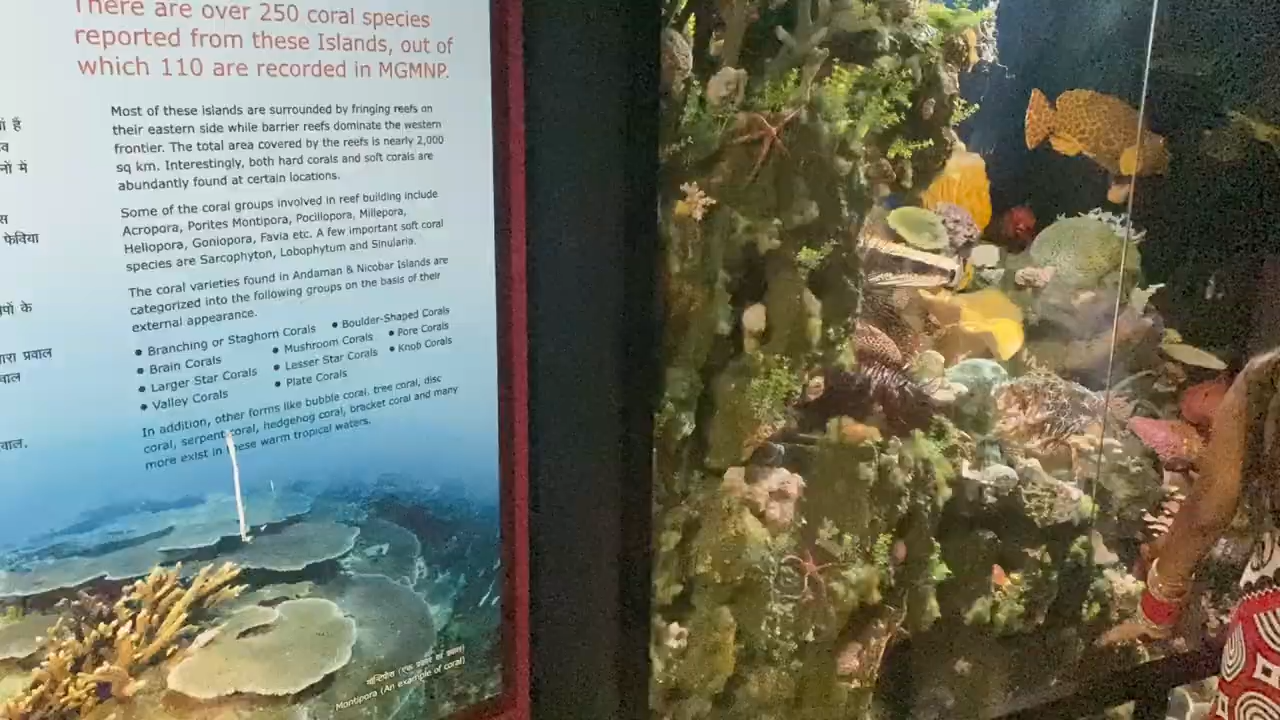 There are over 250 coral species
reported from these Islands, out of
which 110 are recorded in MGMNP.
Most of these islands are surrounded by fringing reefs on
their eastern side while barrier reefs dominate the western
frontier. The total area covered by the reefs is nearly 2,000
sq km. Interestingly, both hard corals and soft corals are
abundantly found at certain locations.
Some of the coral groups involved in reef building include
Acropora, Porites Montipora, Pocillopora, Millepora,
Heliopora, Goniopora, Favia etc. A few important soft coral
species are Sarcophyton, Lobophytum and Sinularia.
The coral varieties found in Andaman & Nicobar Islands are
categorized into the following groups on the basis of their
external appearance.
• Branching or Staghorn Corals • Boulder-Shaped Corals
• Brain Corals • Mushroom Corals • Pore Corals
• Larger Star Corals • Lesser Star Corals • Knob Corals
• Valley Corals • Plate Corals
In addition, other forms like bubble coral, tree coral, disc
coral, serpent coral, hedgehog coral, bracket coral and many
more exist in these warm tropical waters.
हैं
व
में
स
फेविया
के
प्रवाल
वाल
वाल.
Montipora (An example of coral)